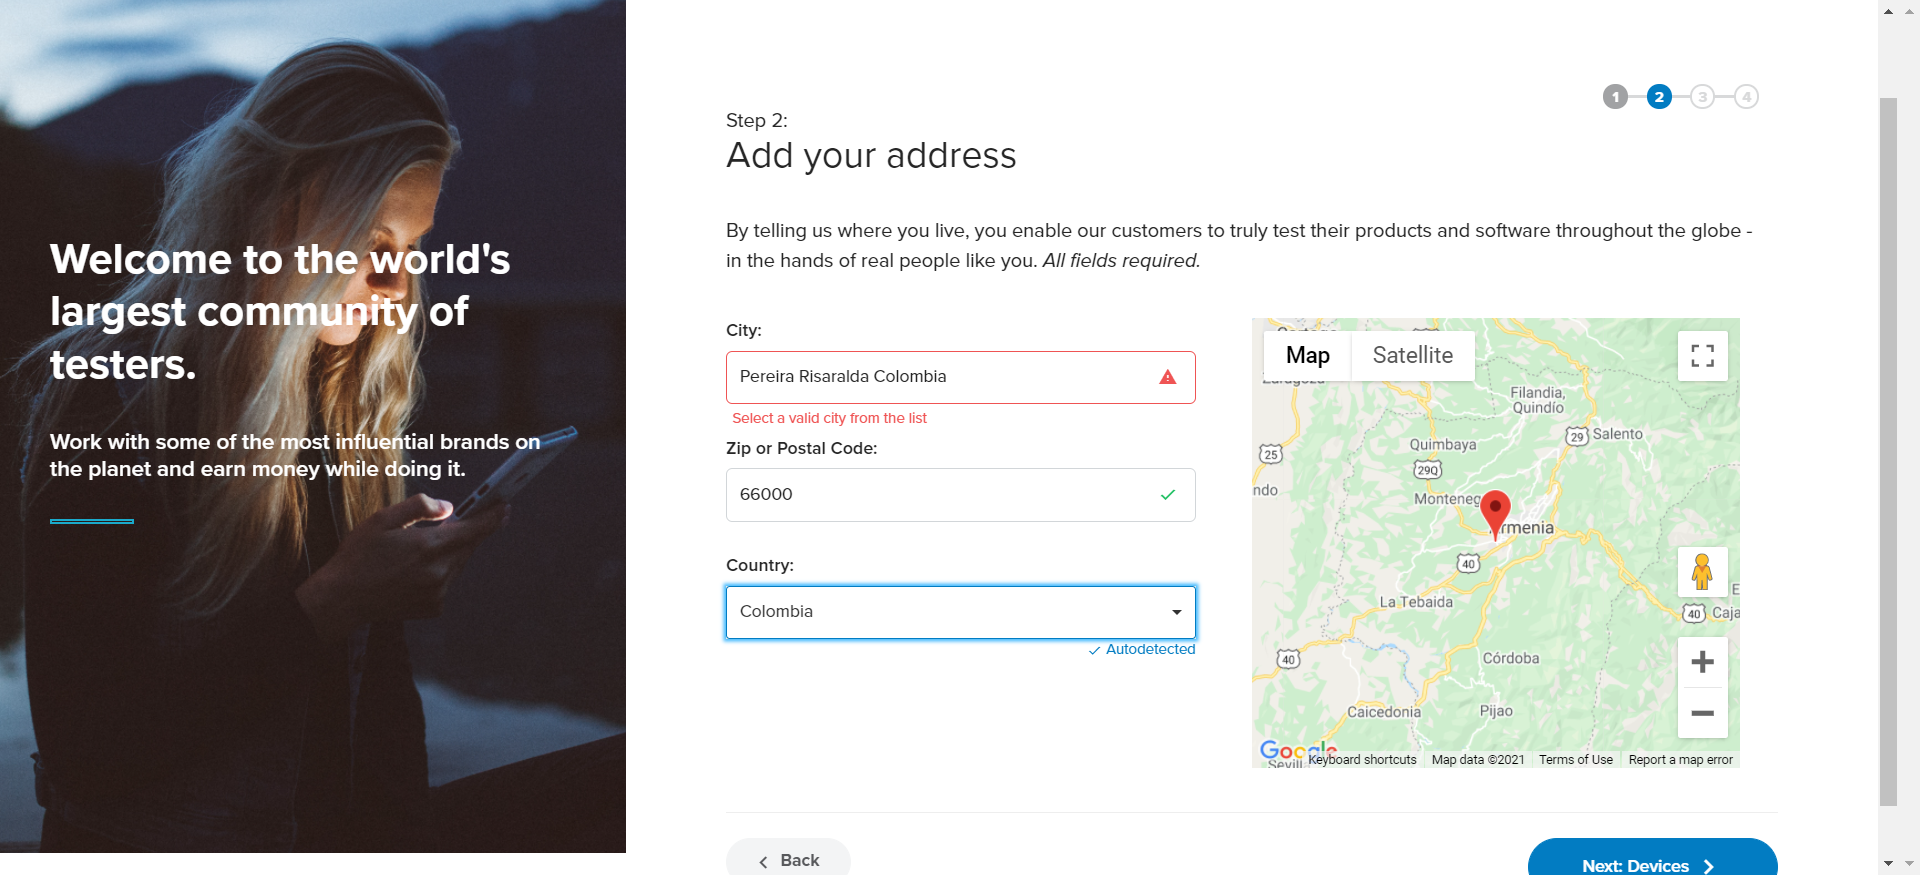 Welcome to the world's
largest community of
testers.
Work with some of the most influential brands on
the planet and earn money while doing it.
1 2 3 4
Step 2:
Add your address
By telling us where you live, you enable our customers to truly test their products and software throughout the globe -
in the hands of real people like you. All fields required.
City:
Pereira Risaralda Colombia
Select a valid city from the list
Zip or Postal Code:
66000
Country:
Colombia
Autodetected
Map
Satellite
Filandia,
Quindío
29
Salento
Quimbaya
25
29Q
ndo
Monteneg
rmenia
40
La Tebaida
E
40
Caja
40
Córdoba
Caicedonia
Pijao
Google
Sevilla
Keyboard shortcuts
Map data ©2021
Terms of Use
Report a map error
Back
Next: Devices